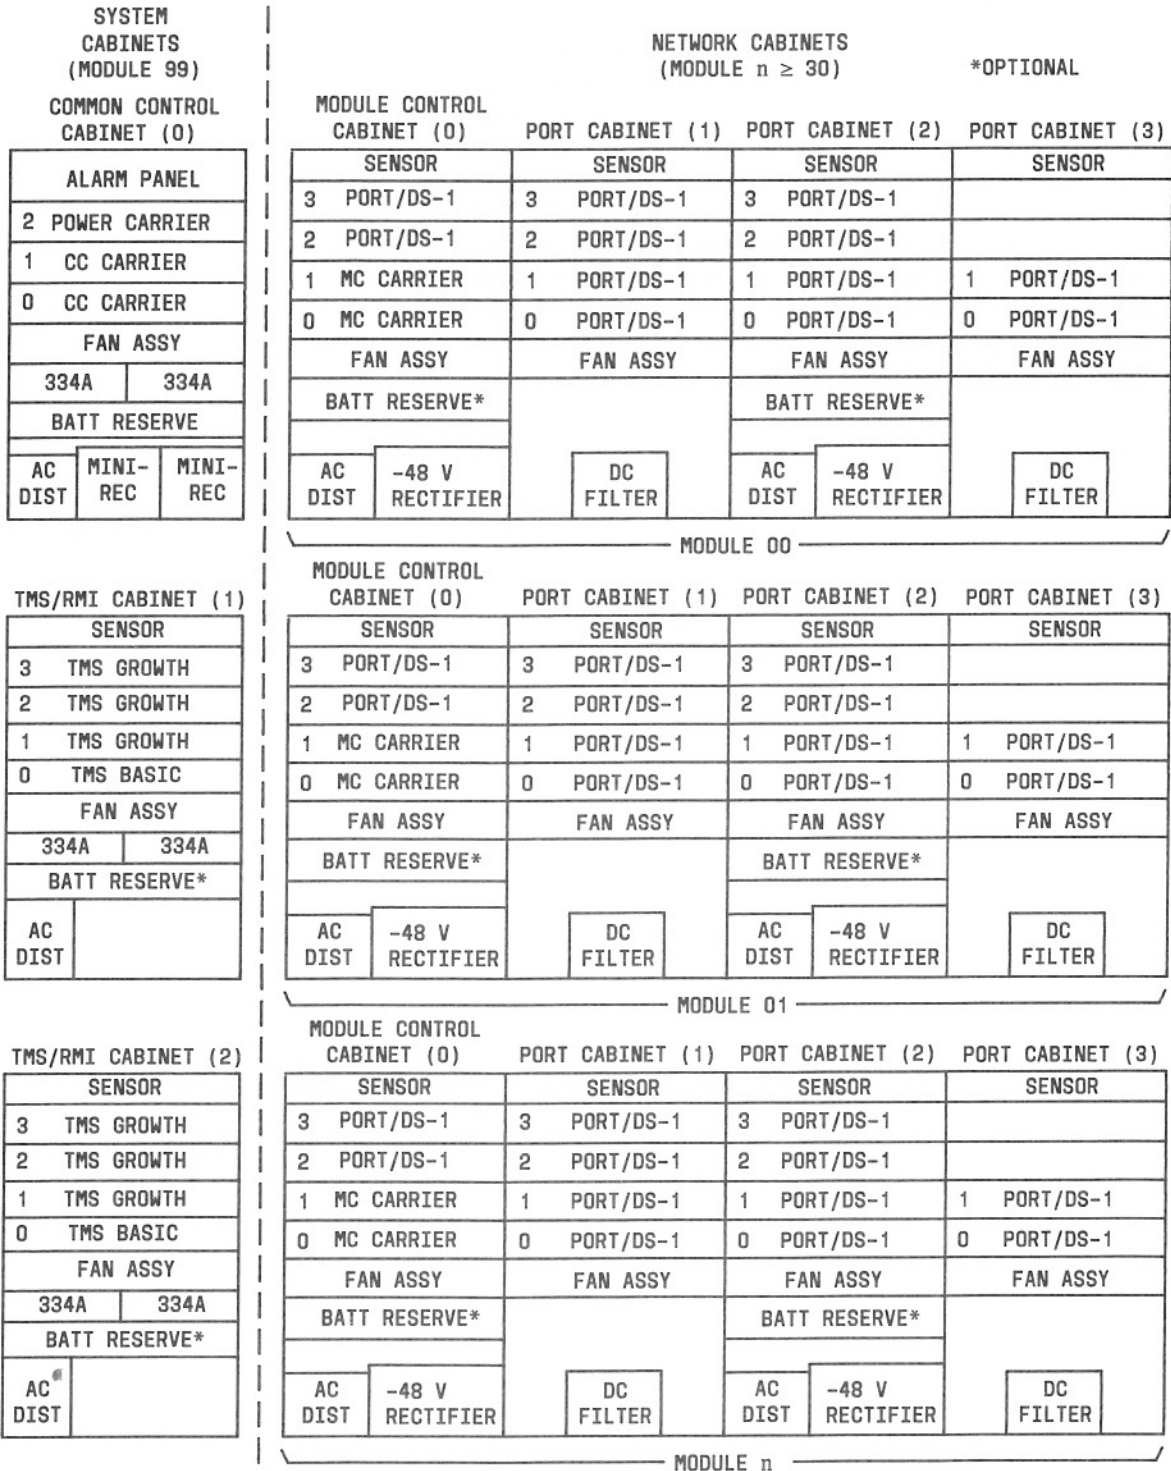 SYSTEM
CABINETS
(MODULE 99)
NETWORK CABINETS
(MODULE n ≥ 30)
*OPTIONAL
COMMON CONTROL
CABINET (0)
ALARM PANEL
2 POWER CARRIER
1 CC CARRIER
0 CC CARRIER
FAN ASSY
334A 334A
BATT RESERVE
AC MINI- MINI-
DIST REC REC
MODULE CONTROL
CABINET (0) PORT CABINET (1) PORT CABINET (2) PORT CABINET (3)
SENSOR SENSOR SENSOR SENSOR
3 PORT/DS-1 3 PORT/DS-1 3 PORT/DS-1
2 PORT/DS-1 2 PORT/DS-1 2 PORT/DS-1
1 MC CARRIER 1 PORT/DS-1 1 PORT/DS-1 1 PORT/DS-1
0 MC CARRIER 0 PORT/DS-1 0 PORT/DS-1 0 PORT/DS-1
FAN ASSY FAN ASSY FAN ASSY FAN ASSY
BATT RESERVE* BATT RESERVE*
AC -48 V DC AC -48 V DC
DIST RECTIFIER FILTER DIST RECTIFIER FILTER
MODULE 00
TMS/RMI CABINET (1)
SENSOR
3 TMS GROWTH
2 TMS GROWTH
1 TMS GROWTH
0 TMS BASIC
FAN ASSY
334A 334A
BATT RESERVE*
AC
DIST
MODULE CONTROL
CABINET (0) PORT CABINET (1) PORT CABINET (2) PORT CABINET (3)
SENSOR SENSOR SENSOR SENSOR
3 PORT/DS-1 3 PORT/DS-1 3 PORT/DS-1
2 PORT/DS-1 2 PORT/DS-1 2 PORT/DS-1
1 MC CARRIER 1 PORT/DS-1 1 PORT/DS-1 1 PORT/DS-1
0 MC CARRIER 0 PORT/DS-1 0 PORT/DS-1 0 PORT/DS-1
FAN ASSY FAN ASSY FAN ASSY FAN ASSY
BATT RESERVE* BATT RESERVE*
AC -48 V DC AC -48 V DC
DIST RECTIFIER FILTER DIST RECTIFIER FILTER
MODULE 01
TMS/RMI CABINET (2)
SENSOR
3 TMS GROWTH
2 TMS GROWTH
1 TMS GROWTH
0 TMS BASIC
FAN ASSY
334A 334A
BATT RESERVE*
AC
DIST
MODULE CONTROL
CABINET (0) PORT CABINET (1) PORT CABINET (2) PORT CABINET (3)
SENSOR SENSOR SENSOR SENSOR
3 PORT/DS-1 3 PORT/DS-1 3 PORT/DS-1
2 PORT/DS-1 2 PORT/DS-1 2 PORT/DS-1
1 MC CARRIER 1 PORT/DS-1 1 PORT/DS-1 1 PORT/DS-1
0 MC CARRIER 0 PORT/DS-1 0 PORT/DS-1 0 PORT/DS-1
FAN ASSY FAN ASSY FAN ASSY FAN ASSY
BATT RESERVE* BATT RESERVE*
AC -48 V DC AC -48 V DC
DIST RECTIFIER FILTER DIST RECTIFIER FILTER
MODULE n